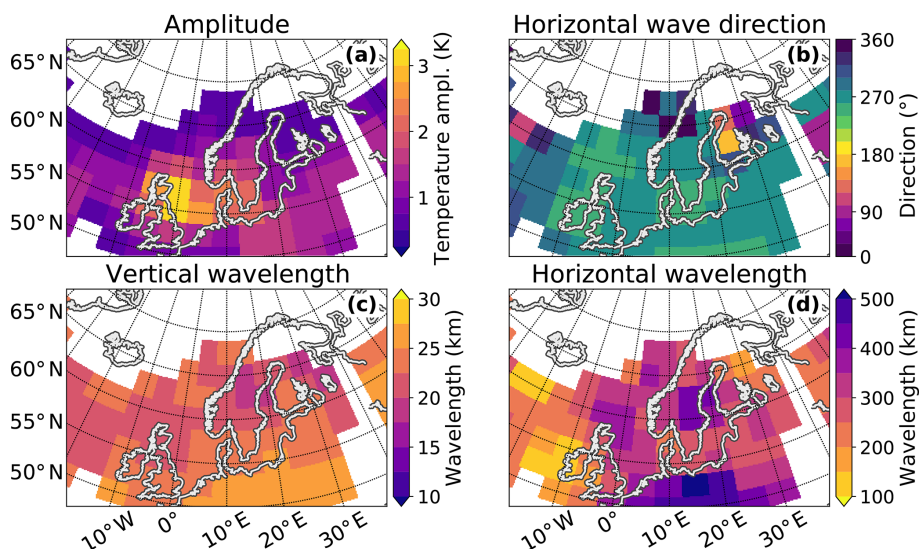 Amplitude
Horizontal wave direction
65° N
60° N
55° N
50° N
(a)
3
2
1
Temperature ampl. (K)
(b)
360
270
180
90
0
Direction (°)
Vertical wavelength
Horizontal wavelength
65° N
60° N
55° N
50° N
(c)
30
25
20
15
10
Wavelength (km)
(d)
500
400
300
200
100
Wavelength (km)
10°W
0°
10°E
20°E
30°E
10°W
0°
10°E
20°E
30°E